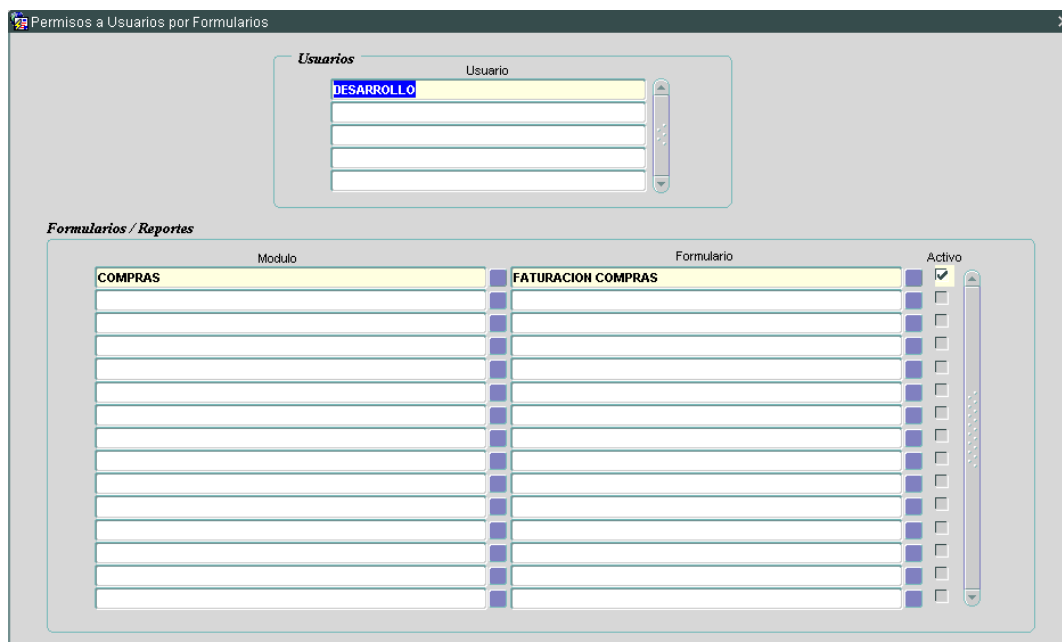 Permisos a Usuarios por Formularios
Usuarios
Usuario
DESARROLLO
Formularios / Reportes
Modulo Formulario Activo
COMPRAS FATURACION COMPRAS